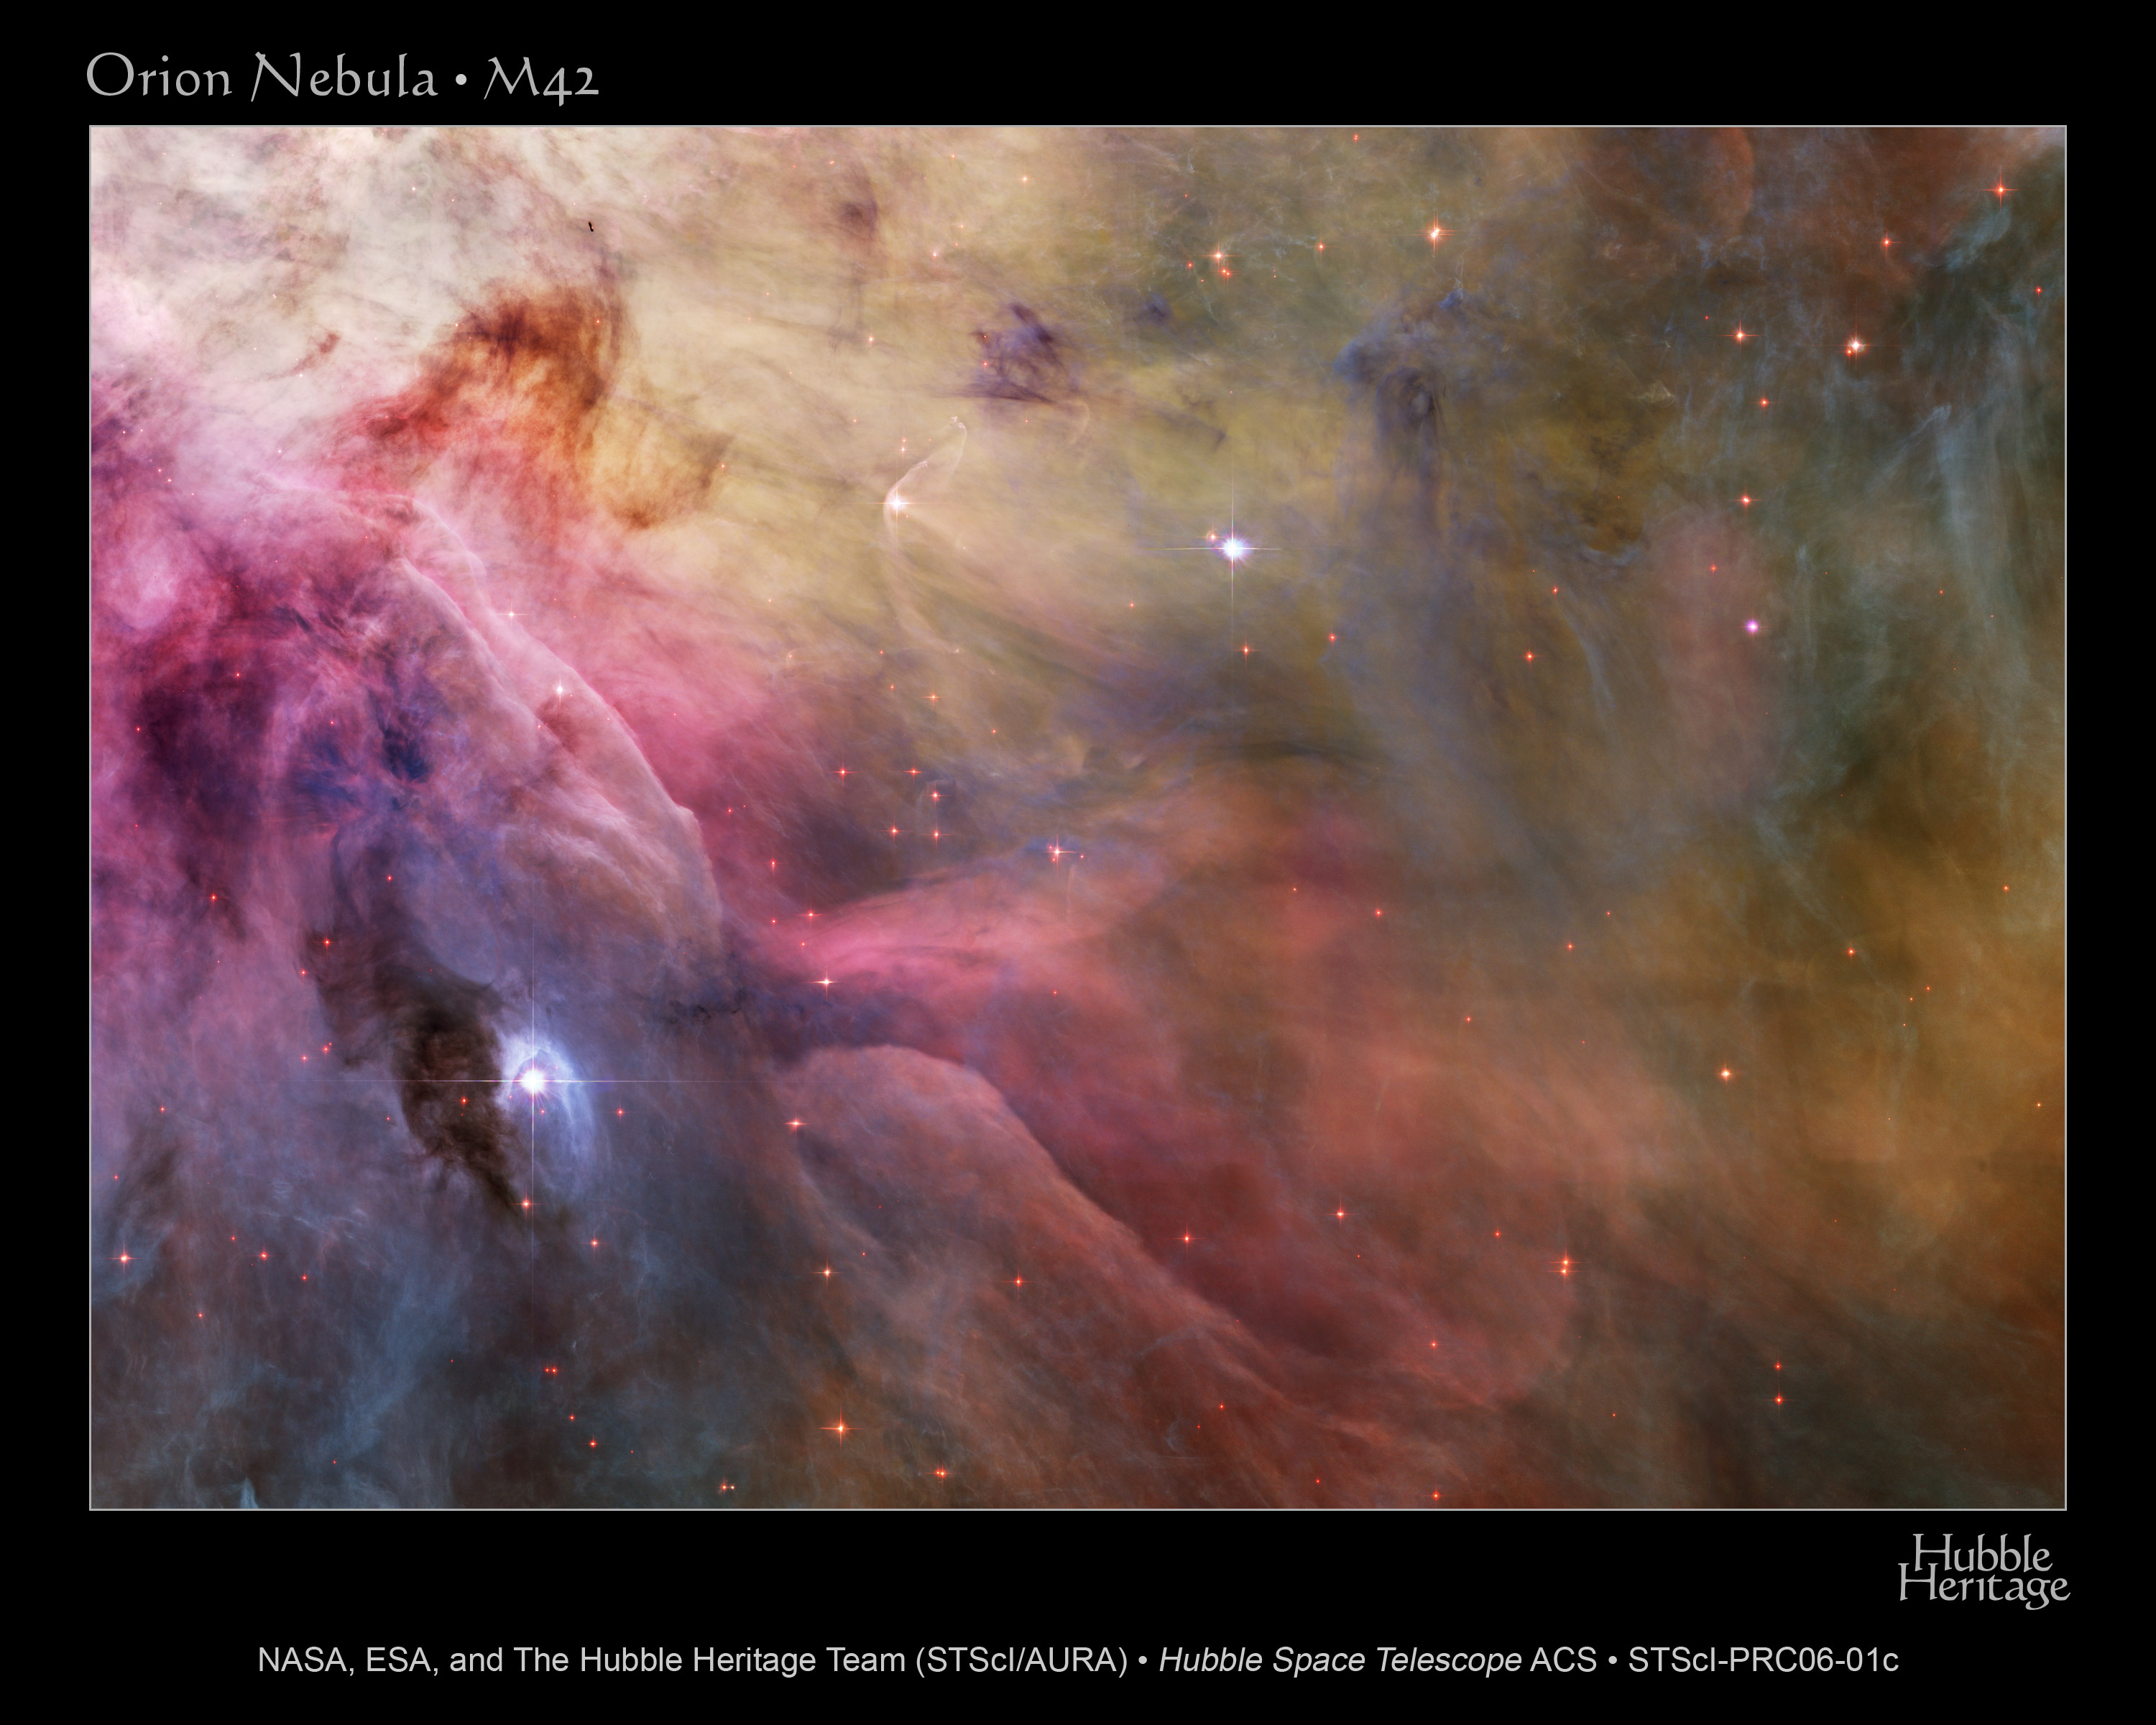 Orion Nebula • M42
Hubble
Heritage
NASA, ESA, and The Hubble Heritage Team (STScI/AURA) • Hubble Space Telescope ACS • STScI-PRC06-01c